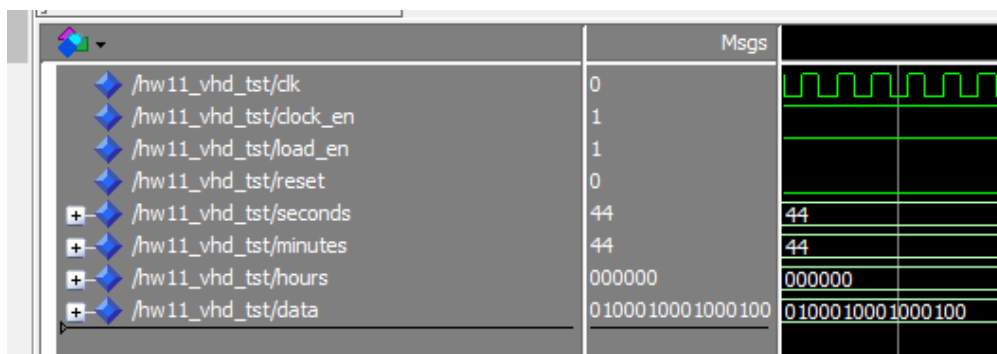 Msgs
/hw11_vhd_tst/clk 0
/hw11_vhd_tst/clock_en 1
/hw11_vhd_tst/load_en 1
/hw11_vhd_tst/reset 0
/hw11_vhd_tst/seconds 44 44
/hw11_vhd_tst/minutes 44 44
/hw11_vhd_tst/hours 000000 000000
/hw11_vhd_tst/data 0100010001000100 0100010001000100